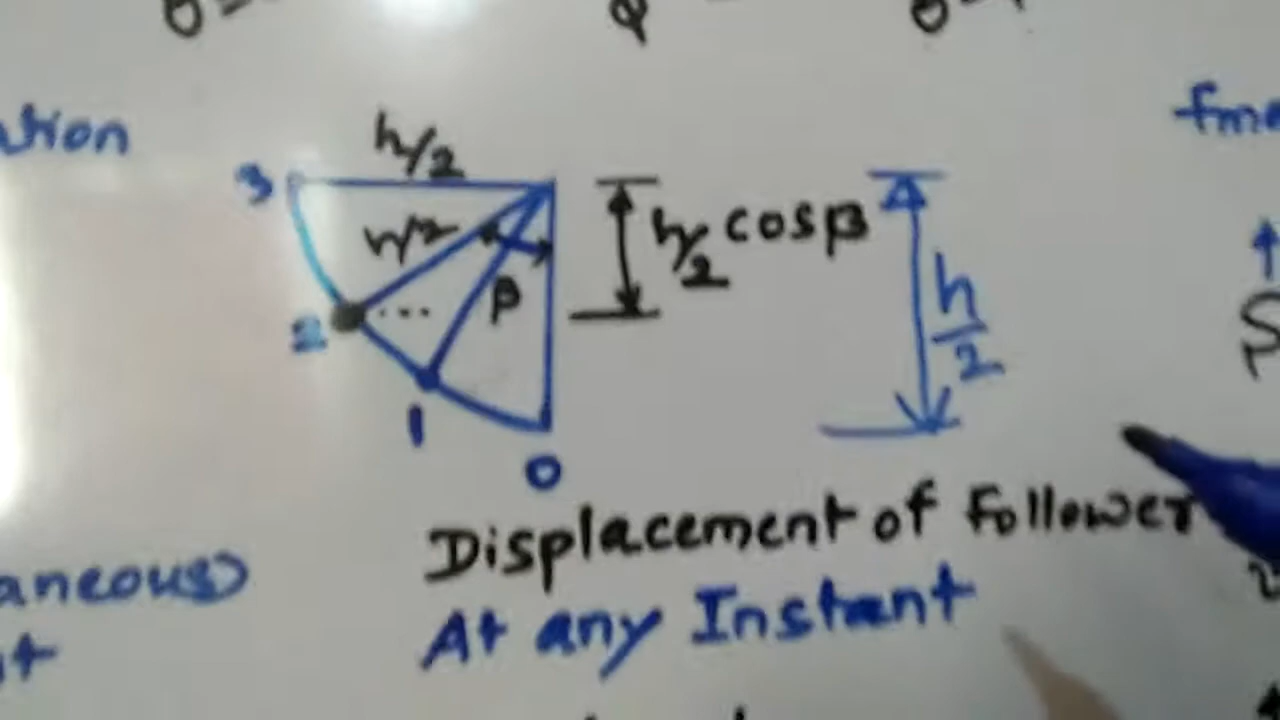 h/2
3
h/2
h/2 cosβ
h/2
β
2
1
0
Displacement of Follower
At any Instant